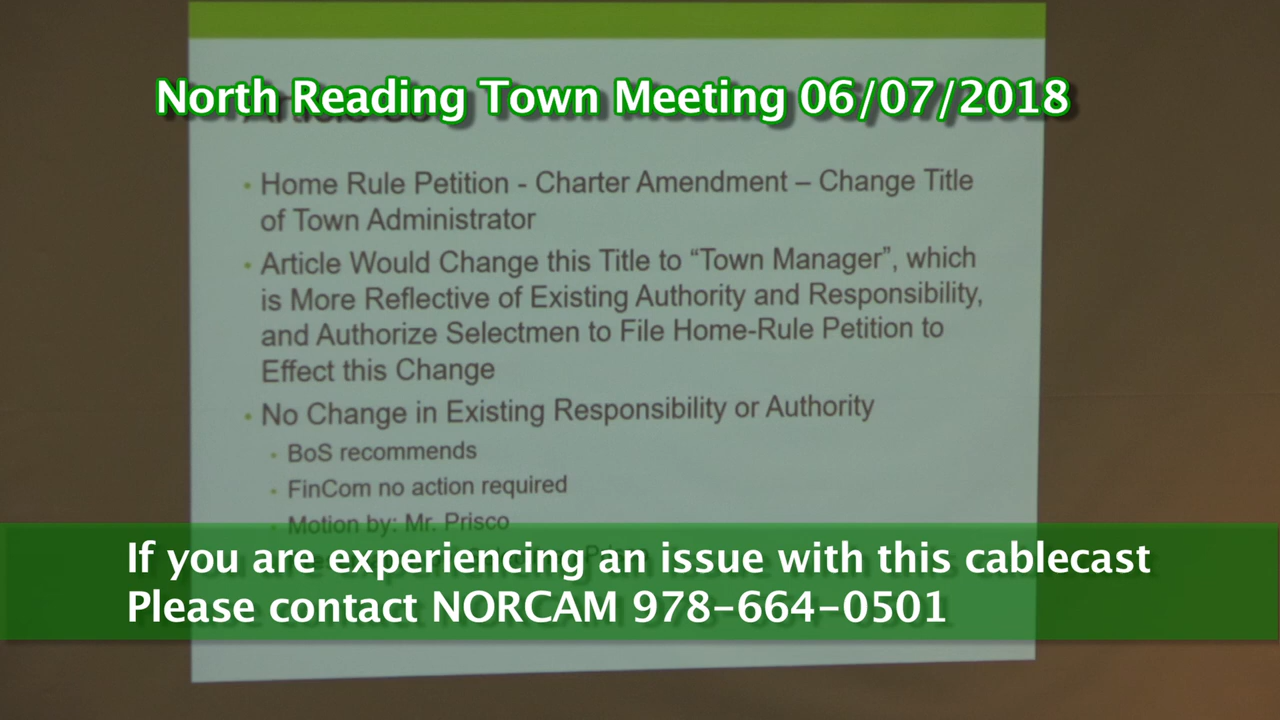 North Reading Town Meeting 06/07/2018
• Home Rule Petition - Charter Amendment – Change Title
of Town Administrator
• Article Would Change this Title to “Town Manager”, which
is More Reflective of Existing Authority and Responsibility,
and Authorize Selectmen to File Home-Rule Petition to
Effect this Change
• No Change in Existing Responsibility or Authority
• BoS recommends
• FinCom no action required
• Motion by: Mr. Prisco
If you are experiencing an issue with this cablecast
Please contact NORCAM 978-664-0501